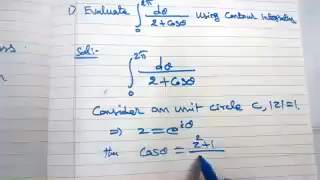 1) Evaluate ∫₀^2π dθ/(2+Cosθ) using Contour Integration
Sol:-
∫₀^2π dθ/(2+Cosθ)
Consider an unit circle C, |z|=1.
⇒ z=e^iθ
then Cosθ = z²+1